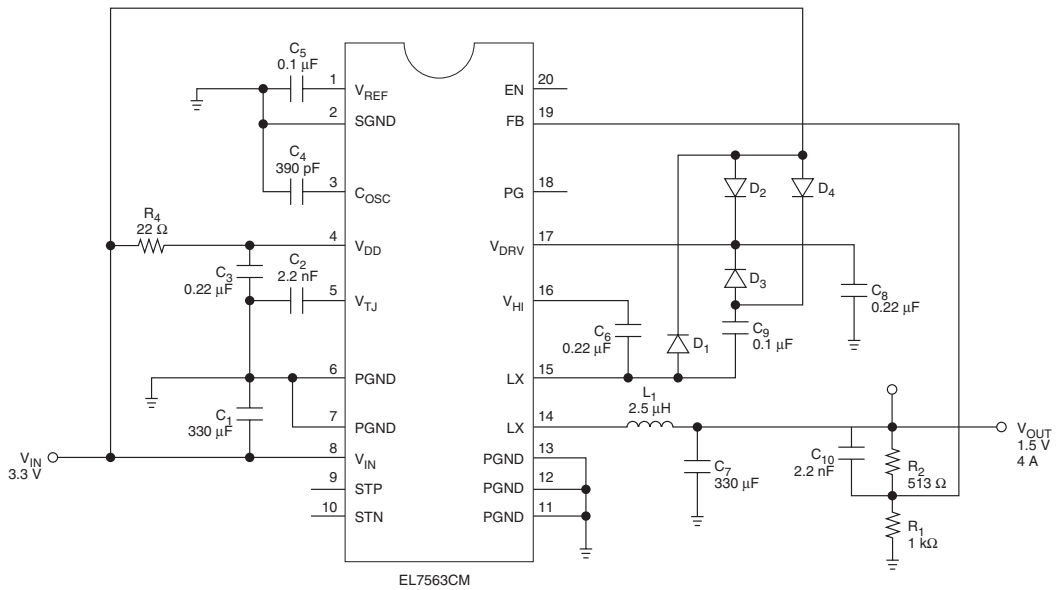 C5
0.1 µF
1
VREF
2
SGND
C4
390 pF
3
COSC
R4
22 Ω
4
VDD
C3
0.22 µF
C2
2.2 nF
5
VTJ
6
PGND
C1
330 µF
7
PGND
VIN
3.3 V
8
VIN
9
STP
10
STN
EN
20
FB
19
PG
18
VDRV
17
VHI
16
LX
15
LX
14
PGND
13
PGND
12
PGND
11
D2
D4
D3
C8
0.22 µF
C6
0.22 µF
D1
C9
0.1 µF
L1
2.5 µH
C7
330 µF
C10
2.2 nF
R2
513 Ω
R1
1 kΩ
VOUT
1.5 V
4 A
EL7563CM